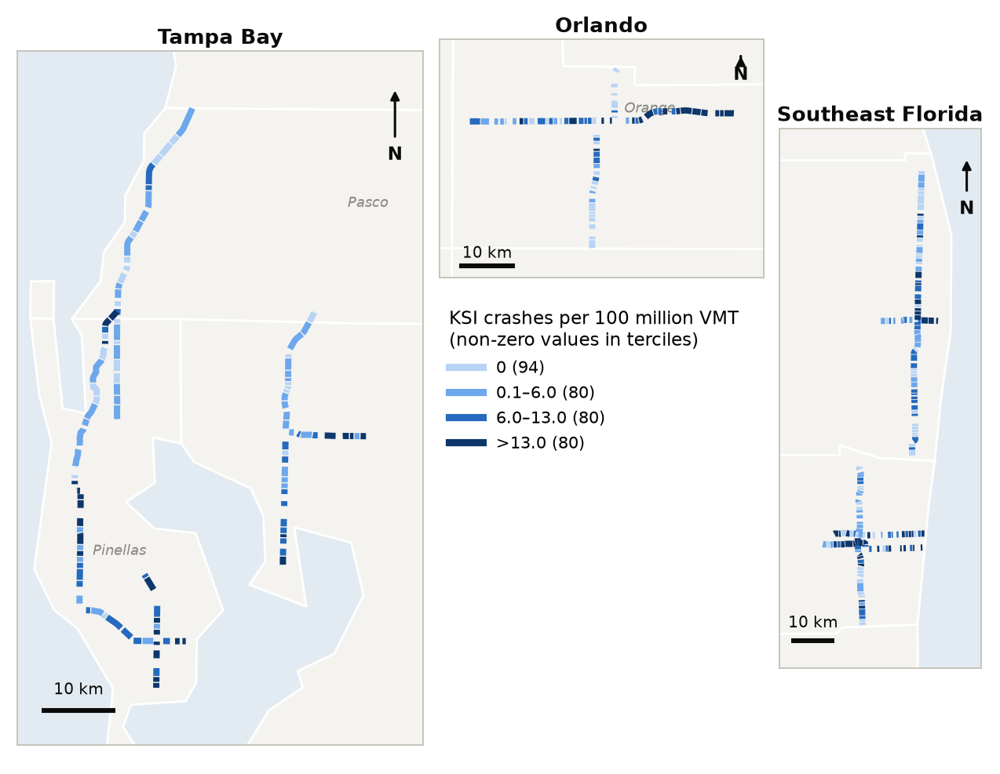 Tampa Bay
N
Pasco
Pinellas
10 km
Orlando
N
Orange
10 km
KSI crashes per 100 million VMT
(non-zero values in terciles)
0 (94)
0.1–6.0 (80)
6.0–13.0 (80)
>13.0 (80)
Southeast Florida
N
10 km